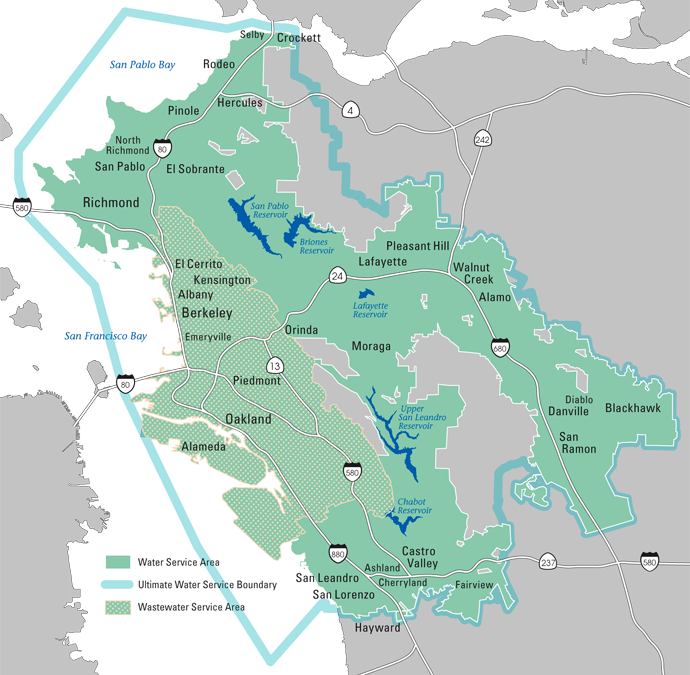 Selby
Crockett
San Pablo Bay
Rodeo
Hercules
4
Pinole
North
Richmond
80
242
San Pablo
El Sobrante
Richmond
580
San Pablo
Reservoir
Briones
Reservoir
Pleasant Hill
Lafayette
El Cerrito
Kensington
24
Walnut
Creek
Albany
Alamo
Berkeley
Lafayette
Reservoir
San Francisco Bay
Emeryville
Orinda
Moraga
680
13
80
Piedmont
Diablo
Danville
Blackhawk
Oakland
Upper
San Leandro
Reservoir
Alameda
San
Ramon
580
Chabot
Reservoir
880
Castro
Valley
237
580
Water Service Area
Ashland
San Leandro
Cherryland
Fairview
Ultimate Water Service Boundary
San Lorenzo
Wastewater Service Area
Hayward